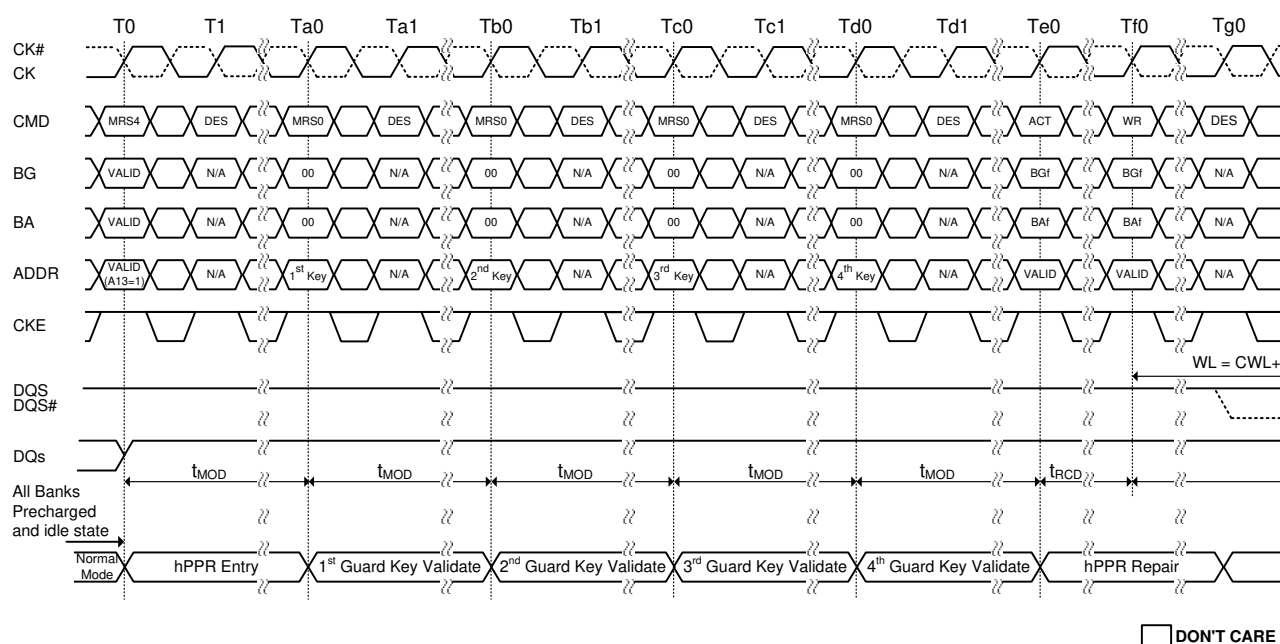 T0 T1 Ta0 Ta1 Tb0 Tb1 Tc0 Tc1 Td0 Td1 Te0 Tf0 Tg0
CK#
CK
CMD MRS4 DES MRS0 DES MRS0 DES MRS0 DES MRS0 DES ACT WR DES
BG VALID N/A 00 N/A 00 N/A 00 N/A 00 N/A BGf BGf N/A
BA VALID N/A 00 N/A 00 N/A 00 N/A 00 N/A BAf BAf N/A
ADDR VALID (A13=1) N/A 1st Key N/A 2nd Key N/A 3rd Key N/A 4th Key N/A VALID VALID N/A
CKE
WL = CWL+
DQS
DQS#
DQs
tMOD tMOD tMOD tMOD tMOD tRCD
All Banks
Precharged
and idle state
Normal Mode hPPR Entry 1st Guard Key Validate 2nd Guard Key Validate 3rd Guard Key Validate 4th Guard Key Validate hPPR Repair
DON'T CARE